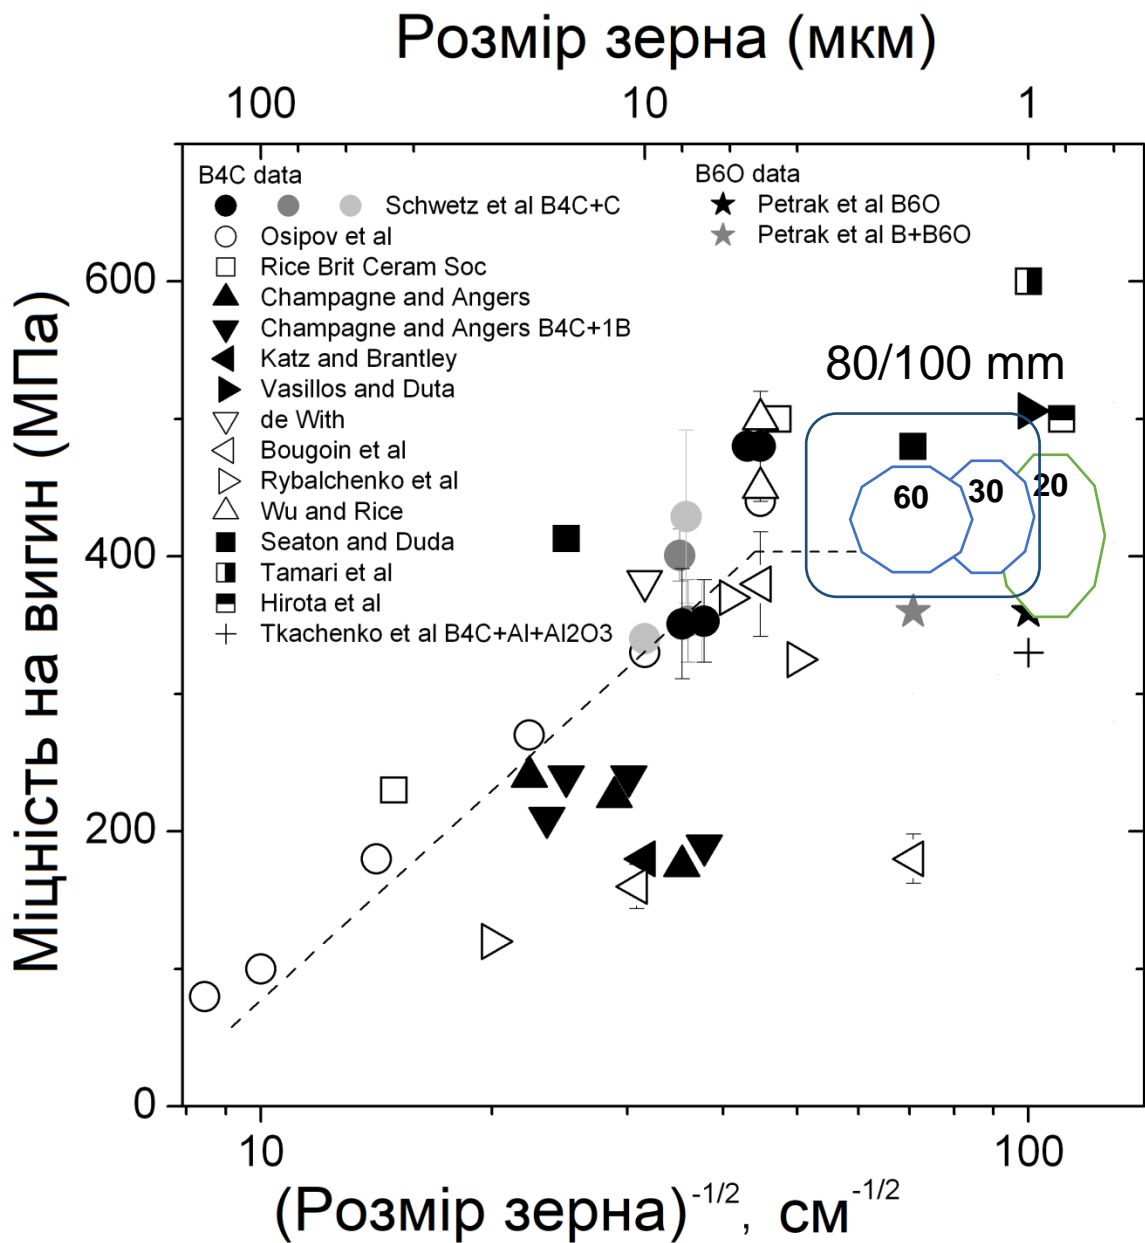 Розмір зерна (мкм)
100 10 1
B4C data
Schwetz et al B4C+C
Osipov et al
Rice Brit Ceram Soc
Champagne and Angers
Champagne and Angers B4C+1B
Katz and Brantley
Vasillos and Duta
de With
Bougoin et al
Rybalchenko et al
Wu and Rice
Seaton and Duda
Tamari et al
Hirota et al
Tkachenko et al B4C+Al+Al2O3
B6O data
Petrak et al B6O
Petrak et al B+B6O
80/100 mm
60
30
20
Міцність на вигин (МПа)
600
400
200
0
10 100
(Розмір зерна)-1/2, см-1/2